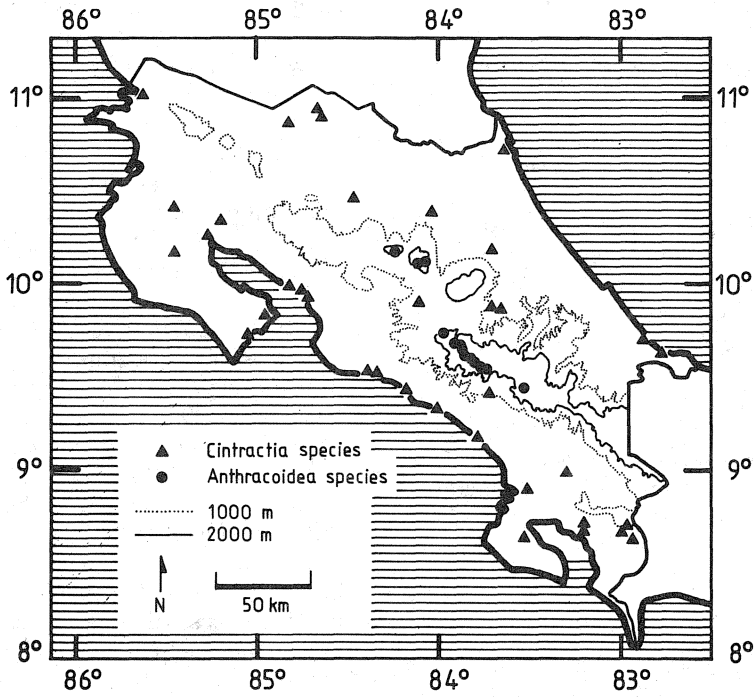 86° 85° 84° 83°
11° 11°
10° 10°
9° 9°
8° 8°
Cintractia species
Anthracoidea species
1000 m
2000 m
N
50 km
86° 85° 84° 83°